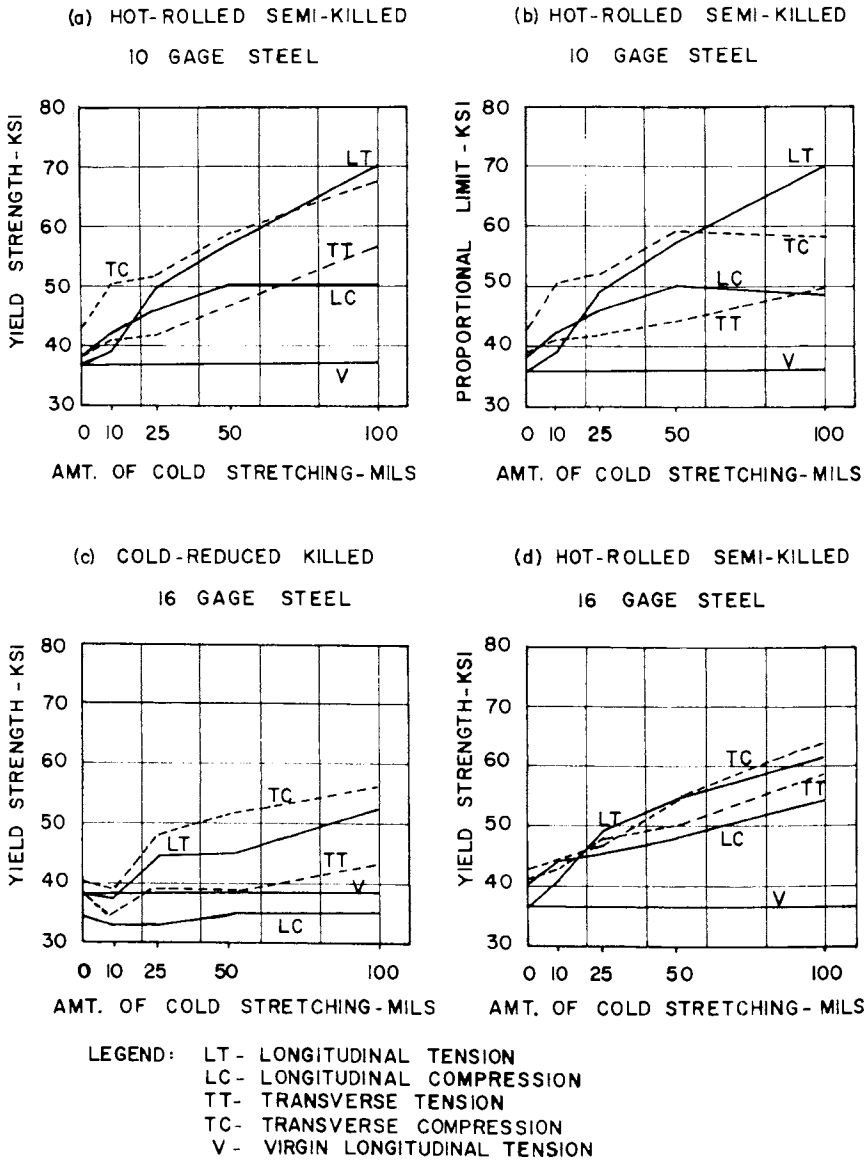 (a) HOT-ROLLED SEMI-KILLED
10 GAGE STEEL
YIELD STRENGTH-KSI
80
70
60
50
40
30
LT
TC
TT
LC
V
0 10 25 50 100
AMT. OF COLD STRETCHING-MILS
(b) HOT-ROLLED SEMI-KILLED
10 GAGE STEEL
PROPORTIONAL LIMIT-KSI
80
70
60
50
40
30
LT
TC
LC
TT
V
0 10 25 50 100
AMT. OF COLD STRETCHING-MILS
(c) COLD-REDUCED KILLED
16 GAGE STEEL
YIELD STRENGTH-KSI
80
70
60
50
40
30
TC
LT
TT
V
LC
0 10 25 50 100
AMT. OF COLD STRETCHING-MILS
(d) HOT-ROLLED SEMI-KILLED
16 GAGE STEEL
YIELD STRENGTH-KSI
80
70
60
50
40
30
TC
TT
LT
LC
V
0 10 25 50 100
AMT. OF COLD STRETCHING-MILS
LEGEND: LT- LONGITUDINAL TENSION
LC- LONGITUDINAL COMPRESSION
TT- TRANSVERSE TENSION
TC- TRANSVERSE COMPRESSION
V - VIRGIN LONGITUDINAL TENSION